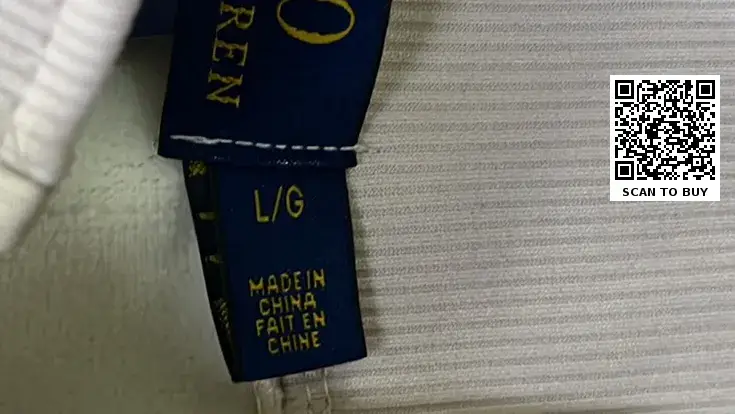 O
REN
L/G
MADE IN
CHINA
FAIT EN
CHINE
SCAN TO BUY